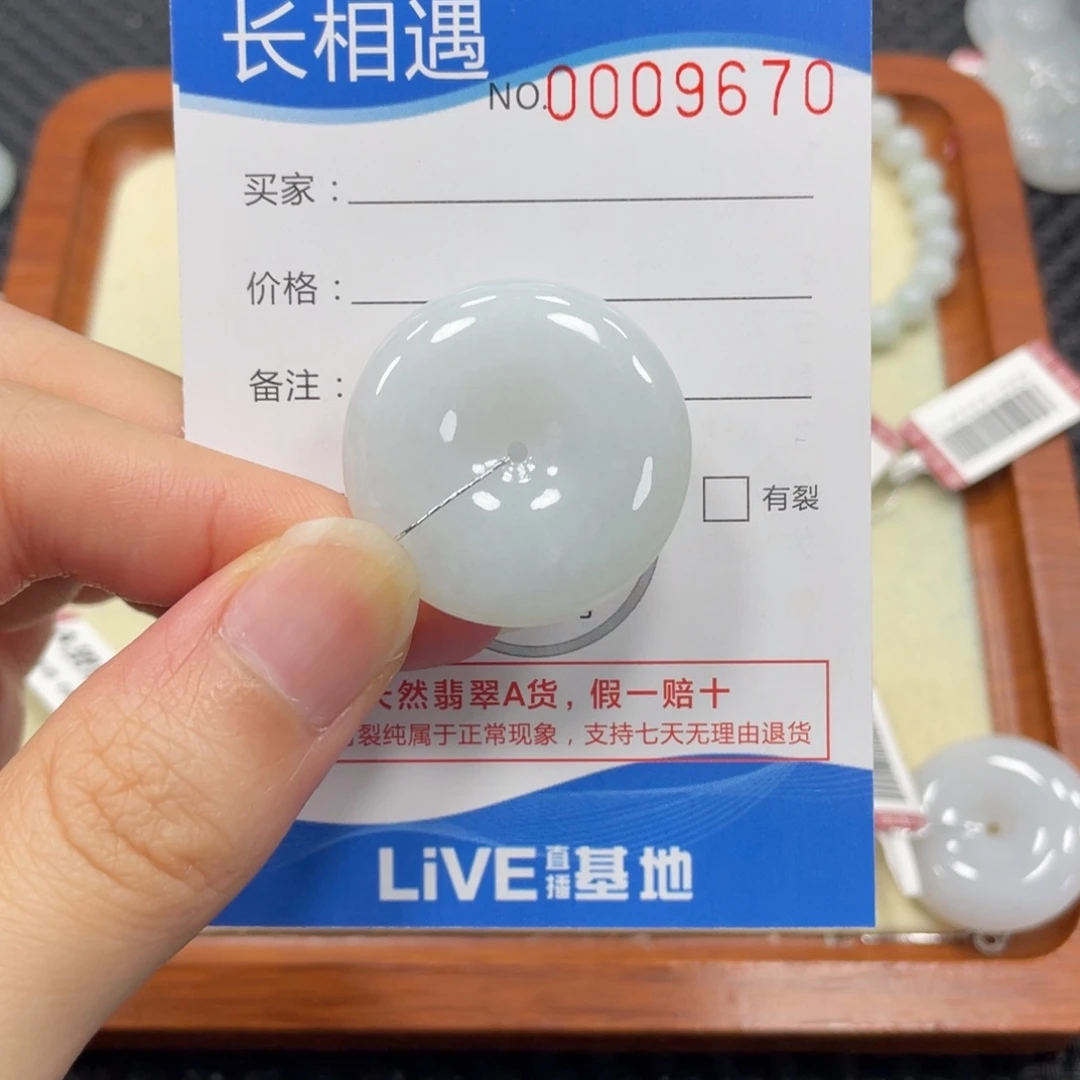 长相遇
NO.0009670
买家：
价格：
备注：
有裂
天然翡翠A货，假一赔十
裂纯属于正常现象，支持七天无理由退货
LiVE直播基地